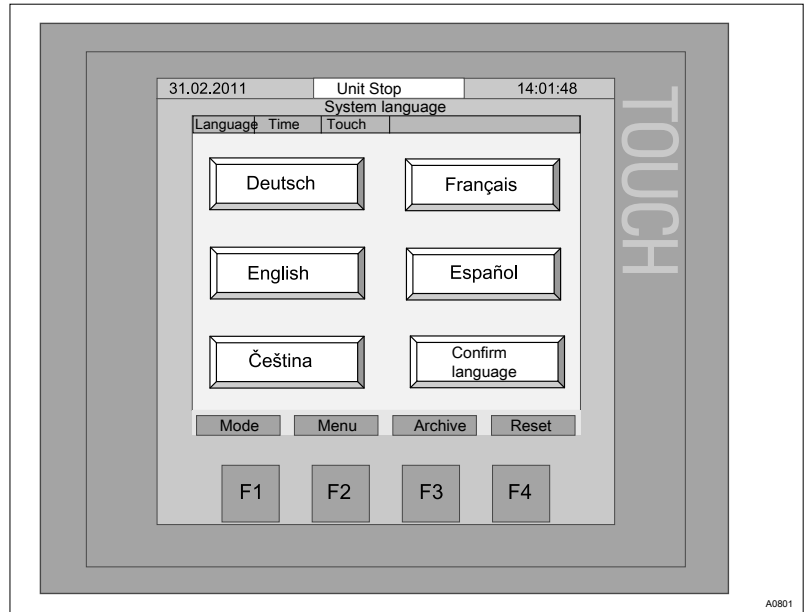 31.02.2011 Unit Stop 14:01:48
System language
Language Time Touch
Deutsch Français
English Español
Čeština Confirm
language
Mode Menu Archive Reset
F1 F2 F3 F4
TOUCH
A0801